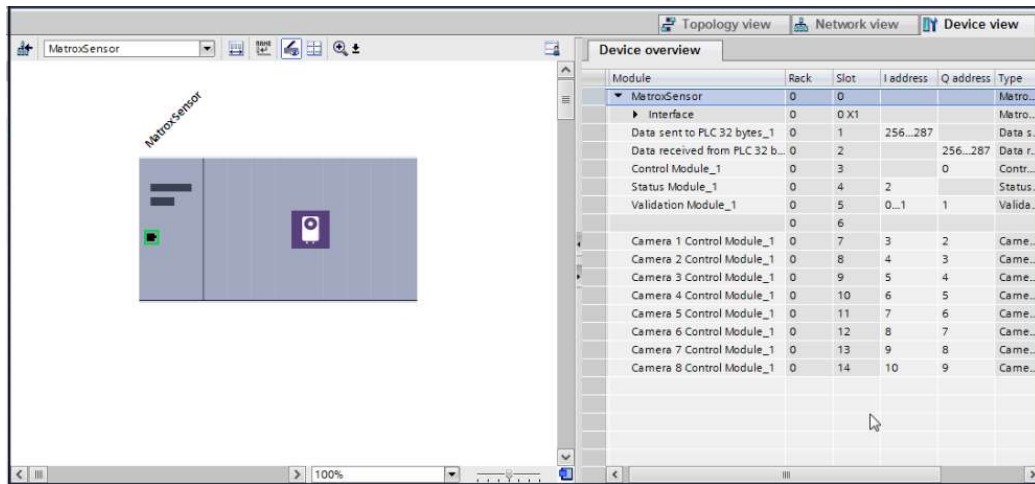 Topology view Network view Device view
MatroxSensor
Device overview
MatroxSensor
Module Rack Slot I address Q address Type
MatroxSensor 0 0 Matro...
Interface 0 0 X1 Matro...
Data sent to PLC 32 bytes_1 0 1 256...287 Data s...
Data received from PLC 32 b... 0 2 256...287 Data r...
Control Module_1 0 3 0 Contr...
Status Module_1 0 4 2 Status...
Validation Module_1 0 5 0...1 1 Valida...
0 6
Camera 1 Control Module_1 0 7 3 2 Came...
Camera 2 Control Module_1 0 8 4 3 Came...
Camera 3 Control Module_1 0 9 5 4 Came...
Camera 4 Control Module_1 0 10 6 5 Came...
Camera 5 Control Module_1 0 11 7 6 Came...
Camera 6 Control Module_1 0 12 8 7 Came...
Camera 7 Control Module_1 0 13 9 8 Came...
Camera 8 Control Module_1 0 14 10 9 Came...
100%